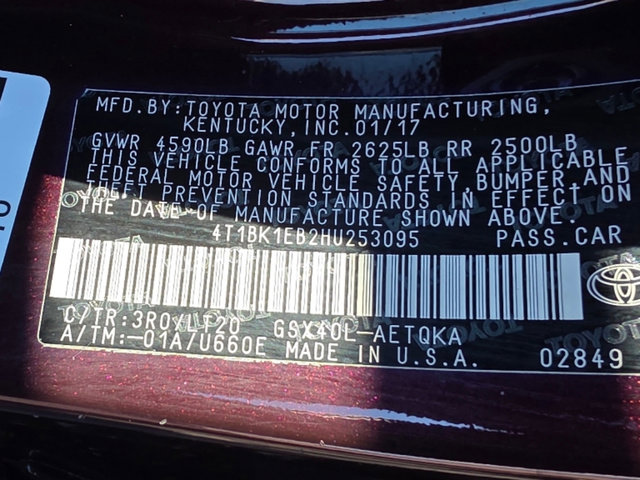 MFD.BY:TOYOTA MOTOR MANUFACTURING,
KENTUCKY,INC.01/17
GVWR 4590LB GAWR FR 2625LB RR 2500LB
THIS VEHICLE CONFORMS TO ALL APPLICABLE
FEDERAL MOTOR VEHICLE SAFETY,BUMPER,AND
THEFT PREVENTION STANDARDS IN EFFECT ON
THE DATE OF MANUFACTURE SHOWN ABOVE.
4T1BK1EB2HU253095 PASS.CAR
C/TR:3R0/LT20 GSX40L-AETQKA
A/TM:-01A/U660E MADE IN U.S.A. 02849